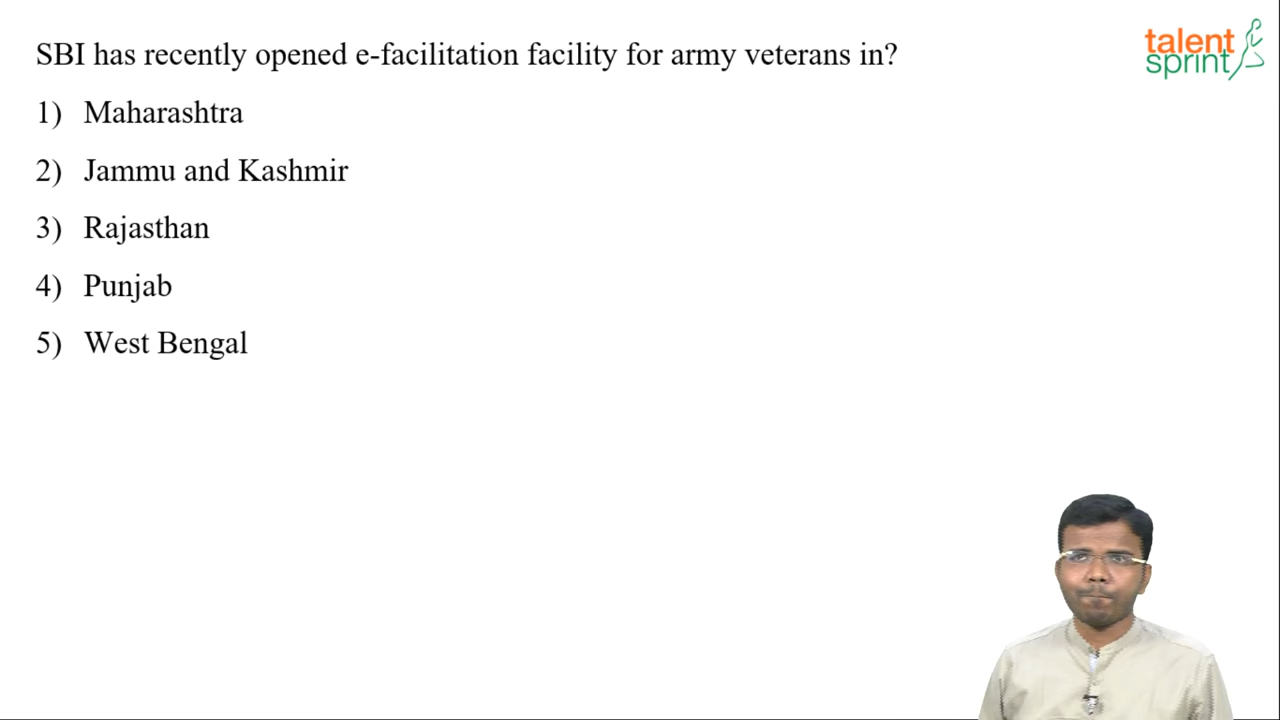 SBI has recently opened e-facilitation facility for army veterans in?
talent
sprint
1) Maharashtra
2) Jammu and Kashmir
3) Rajasthan
4) Punjab
5) West Bengal